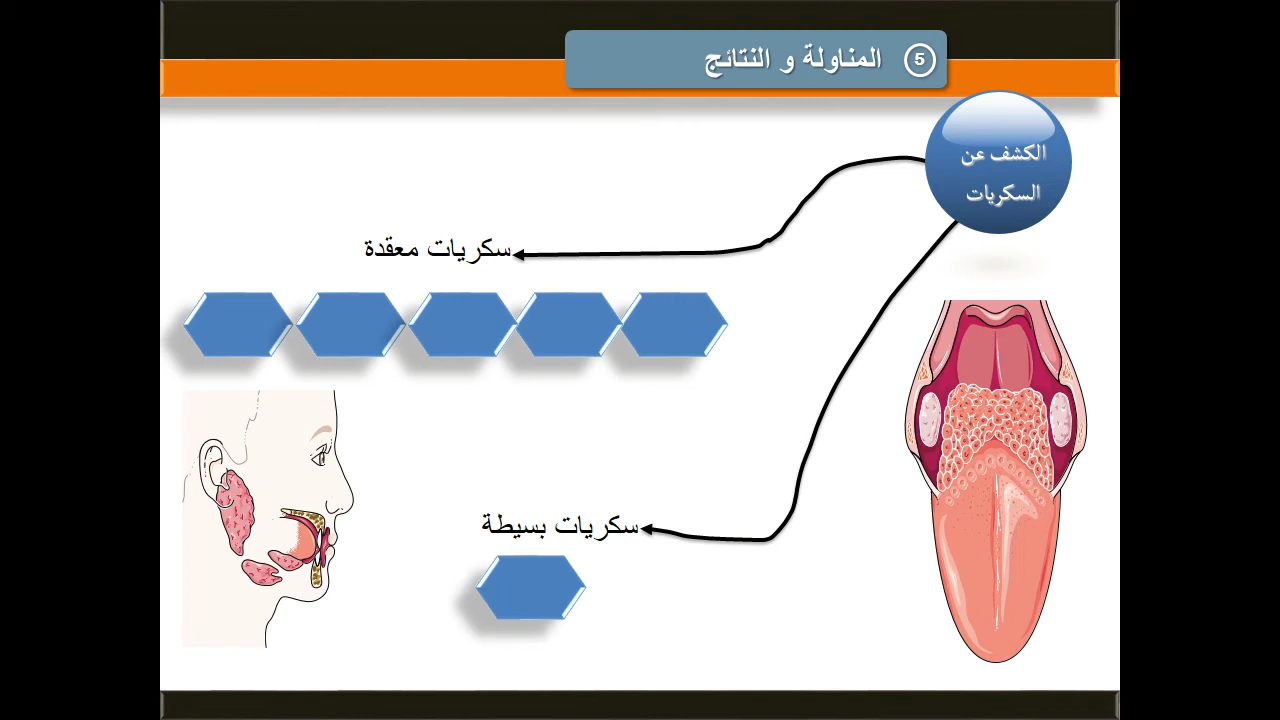 5 المناولة و النتائج
الكشف عن
السكريات
سكريات معقدة
سكريات بسيطة